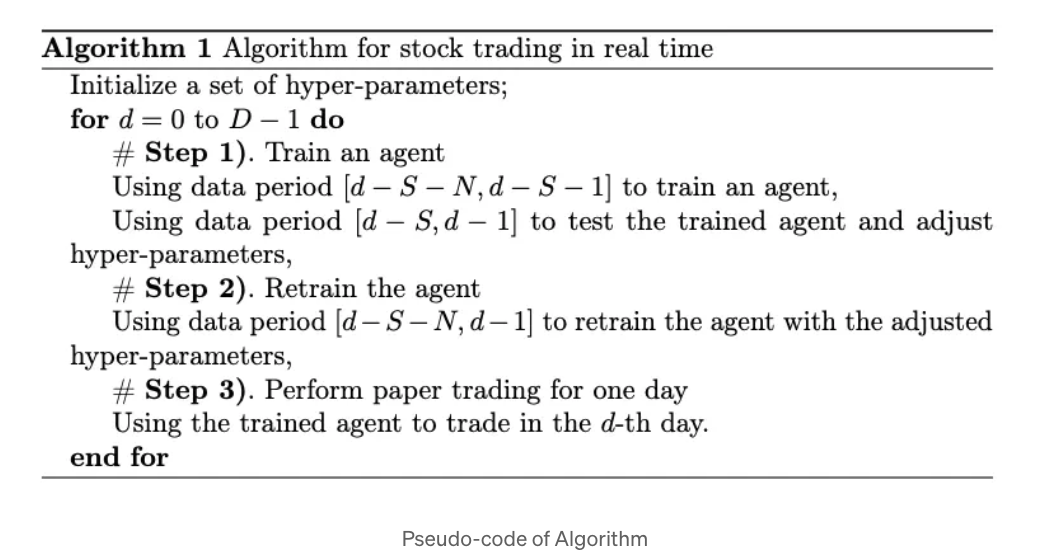 Algorithm 1 Algorithm for stock trading in real time
Initialize a set of hyper-parameters;
for d = 0 to D − 1 do
# Step 1). Train an agent
Using data period [d − S − N, d − S − 1] to train an agent,
Using data period [d − S, d − 1] to test the trained agent and adjust
hyper-parameters,
# Step 2). Retrain the agent
Using data period [d − S − N, d − 1] to retrain the agent with the adjusted
hyper-parameters,
# Step 3). Perform paper trading for one day
Using the trained agent to trade in the d-th day.
end for
Pseudo-code of Algorithm